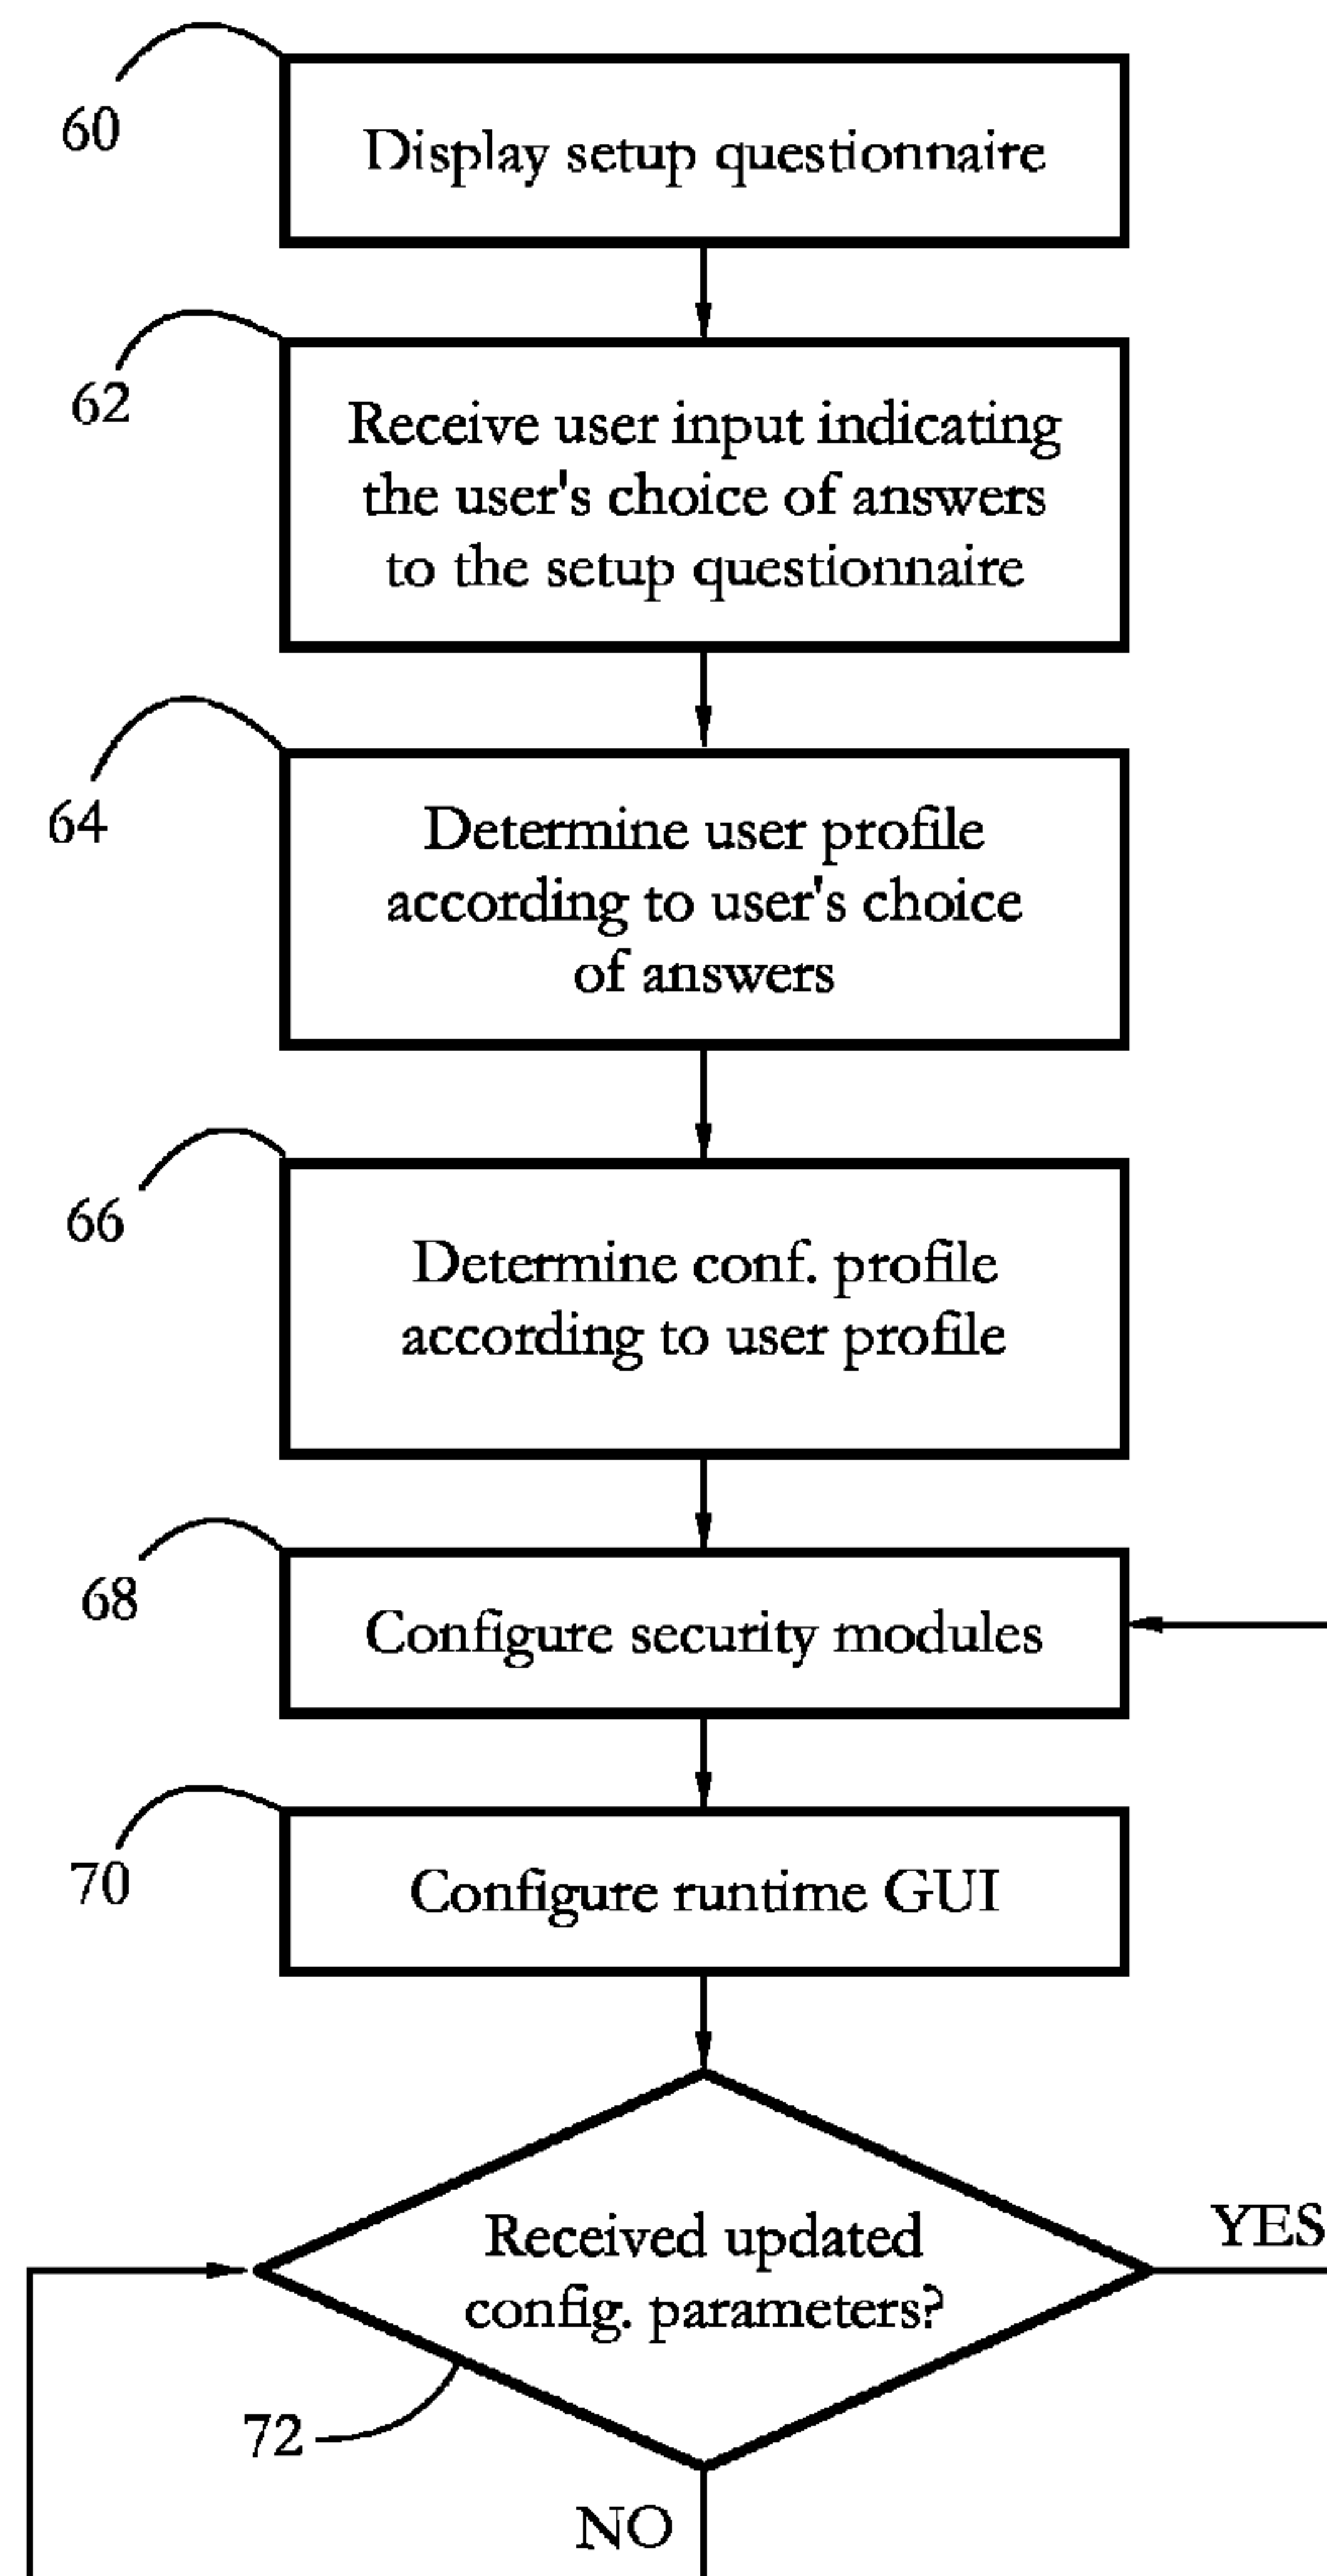 60
Display setup questionnaire
62
Receive user input indicating
the user's choice of answers
to the setup questionnaire
64
Determine user profile
according to user's choice
of answers
66
Determine conf. profile
according to user profile
68
Configure security modules
70
Configure runtime GUI
Received updated
config. parameters?
YES
72
NO